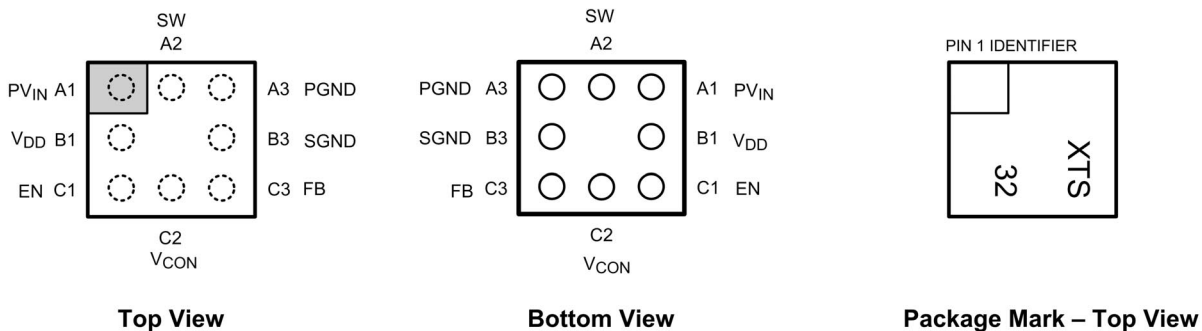 SW
A2
PVIN A1
A3 PGND
VDD B1
B3 SGND
EN C1
C3 FB
C2
VCON
Top View
SW
A2
PGND A3
A1 PVIN
SGND B3
B1 VDD
FB C3
C1 EN
C2
VCON
Bottom View
PIN 1 IDENTIFIER
XTS
32
Package Mark – Top View